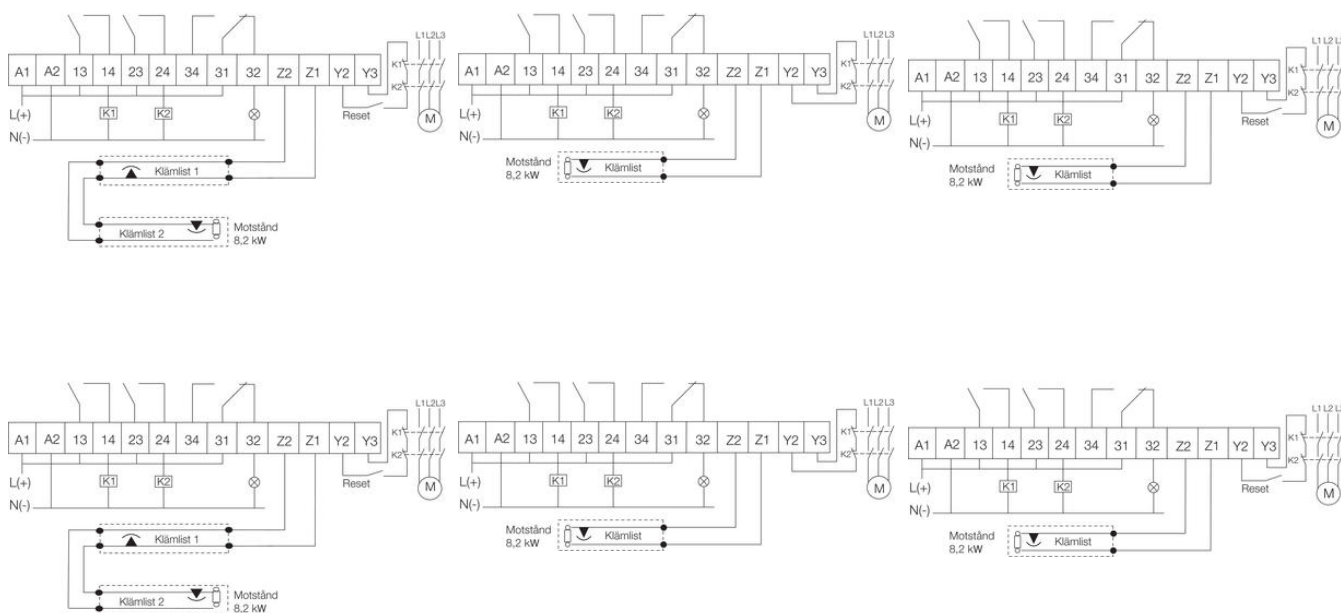 L1L2L3
A1 A2 13 14 23 24 34 31 32 Z2 Z1 Y2 Y3
K1
K2
L(+)
K1 K2
Reset
M
N(-)
Klämlist 1
Klämlist 2
Motstånd
8,2 kW
L1L2L3
A1 A2 13 14 23 24 34 31 32 Z2 Z1 Y2 Y3
K1
K2
L(+)
K1 K2
M
N(-)
Motstånd
8,2 kW
Klämlist
L1 L2 L
A1 A2 13 14 23 24 34 31 32 Z2 Z1 Y2 Y3
K1
K2
L(+)
K1 K2
Reset
M
N(-)
Motstånd
8,2 kW
Klämlist
L1L2L3
A1 A2 13 14 23 24 34 31 32 Z2 Z1 Y2 Y3
K1
K2
L(+)
K1 K2
Reset
M
N(-)
Klämlist 1
Klämlist 2
Motstånd
8,2 kW
L1L2L3
A1 A2 13 14 23 24 34 31 32 Z2 Z1 Y2 Y3
K1
K2
L(+)
K1 K2
M
N(-)
Motstånd
8,2 kW
Klämlist
L1 L2 L
A1 A2 13 14 23 24 34 31 32 Z2 Z1 Y2 Y3
K1
K2
L(+)
K1 K2
Reset
M
N(-)
Motstånd
8,2 kW
Klämlist